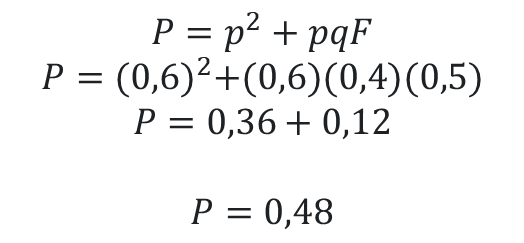 P = p² + pqF
P = (0,6)²+(0,6)(0,4)(0,5)
P = 0,36 + 0,12
P = 0,48